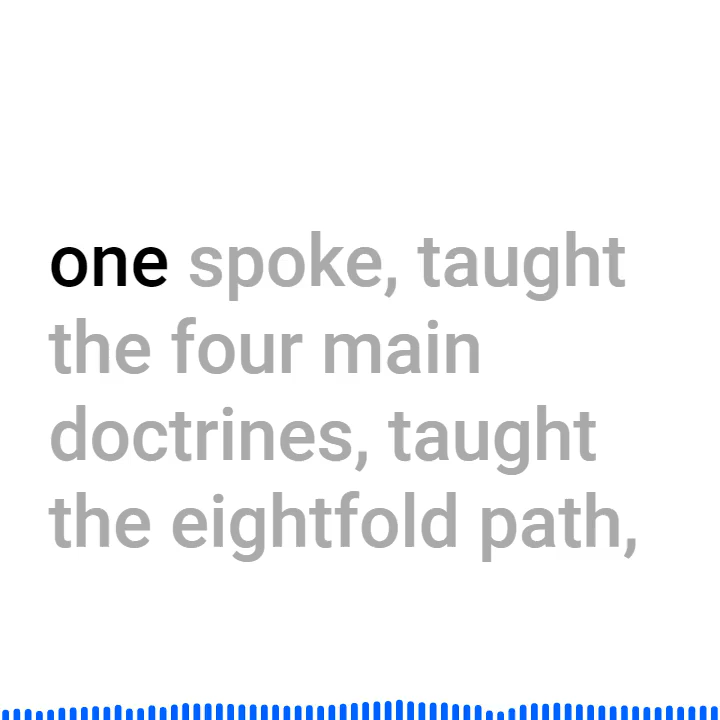 one spoke, taught
the four main
doctrines, taught
the eightfold path,